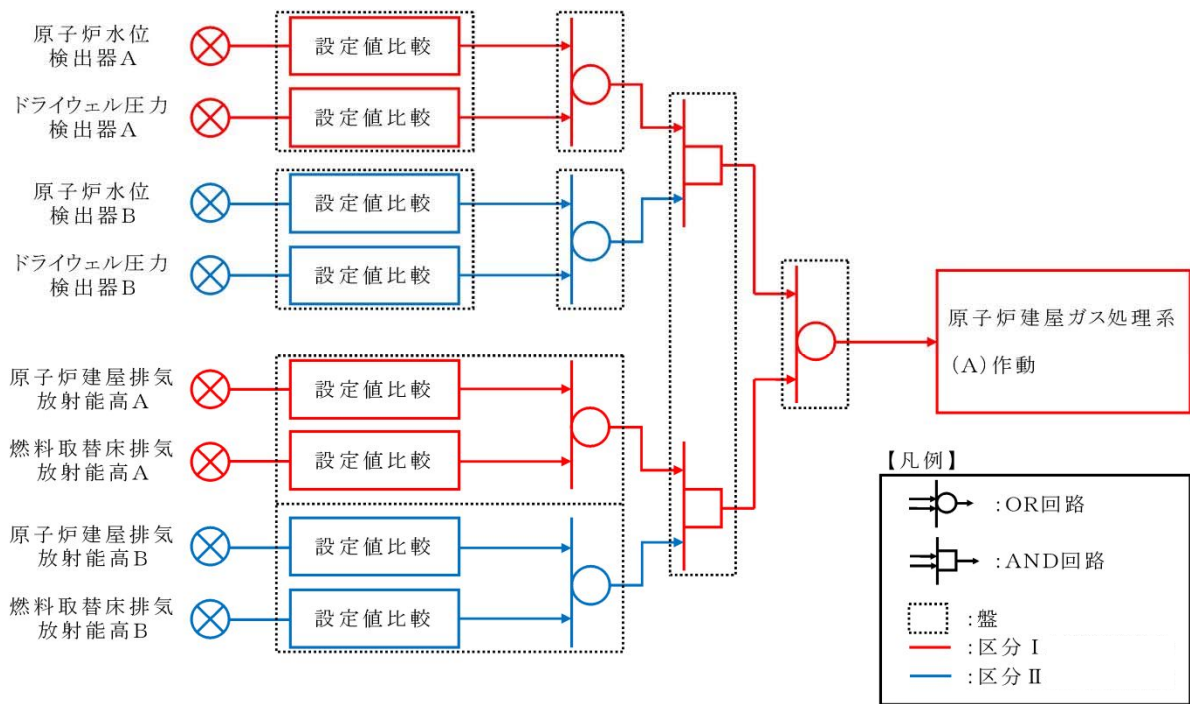 原子炉水位
検出器A
設定値比較
ドライウェル圧力
検出器A
設定値比較
原子炉水位
検出器B
設定値比較
ドライウェル圧力
検出器B
設定値比較
原子炉建屋ガス処理系
(A)作動
原子炉建屋排気
放射能高A
設定値比較
燃料取替床排気
放射能高A
設定値比較
原子炉建屋排気
放射能高B
設定値比較
燃料取替床排気
放射能高B
設定値比較
【凡例】
:OR回路
:AND回路
:盤
:区分Ⅰ
:区分Ⅱ